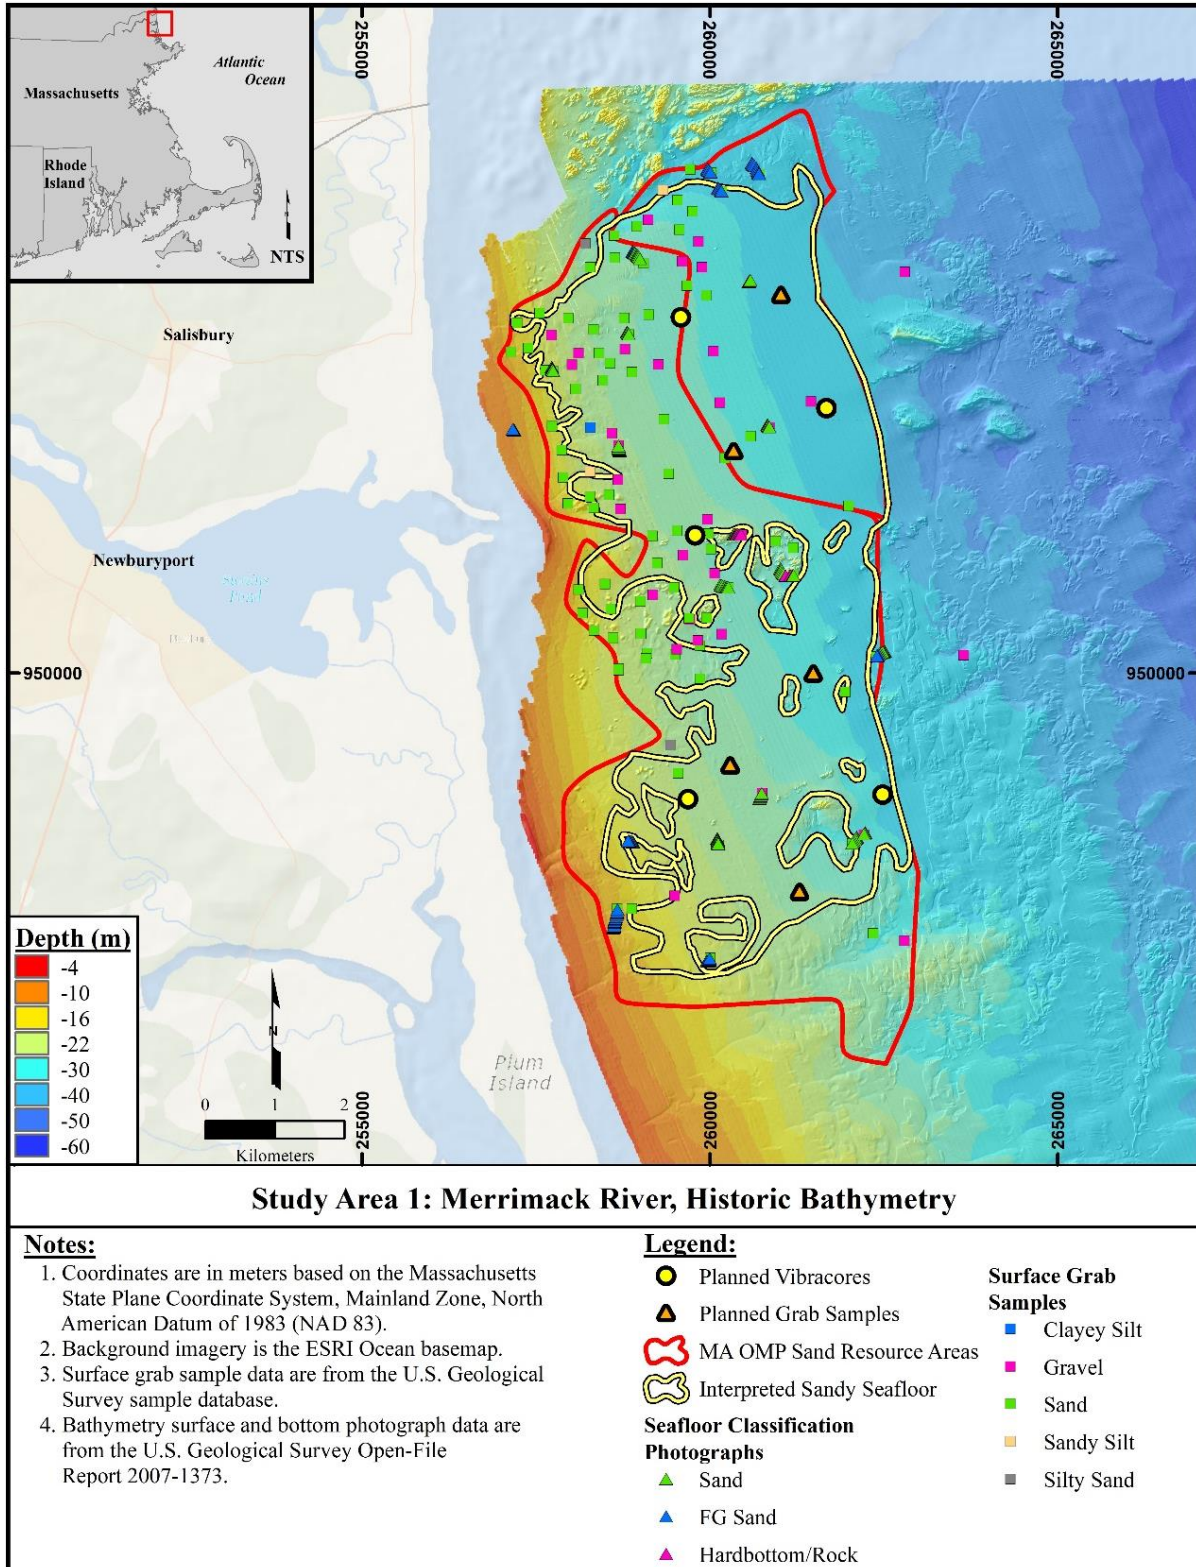 Atlantic
Ocean
Massachusetts
Rhode
Island
NTS
255000
260000
265000
Salisbury
Newburyport
950000
950000
Depth (m)
-4
-10
-16
-22
-30
-40
-50
-60
N
0 1 2
Kilometers
Plum
Island
255000
260000
265000
Study Area 1: Merrimack River, Historic Bathymetry
Notes:
1. Coordinates are in meters based on the Massachusetts
State Plane Coordinate System, Mainland Zone, North
American Datum of 1983 (NAD 83).
2. Background imagery is the ESRI Ocean basemap.
3. Surface grab sample data are from the U.S. Geological
Survey sample database.
4. Bathymetry surface and bottom photograph data are
from the U.S. Geological Survey Open-File
Report 2007-1373.
Legend:
Planned Vibracores
Planned Grab Samples
MA OMP Sand Resource Areas
Interpreted Sandy Seafloor
Seafloor Classification
Photographs
Sand
FG Sand
Hardbottom/Rock
Surface Grab
Samples
Clayey Silt
Gravel
Sand
Sandy Silt
Silty Sand